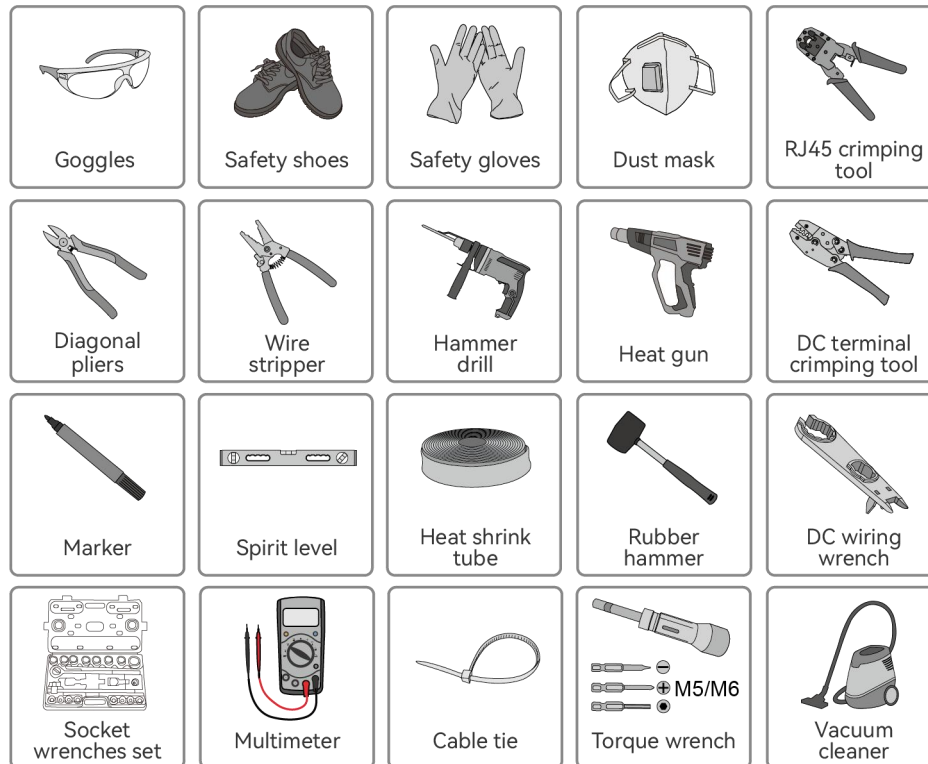 Goggles
Safety shoes
Safety gloves
Dust mask
RJ45 crimping
tool
Diagonal
pliers
Wire
stripper
Hammer
drill
Heat gun
DC terminal
crimping tool
Marker
Spirit level
Heat shrink
tube
Rubber
hammer
DC wiring
wrench
Socket
wrenches set
Multimeter
Cable tie
M5/M6
Torque wrench
Vacuum
cleaner